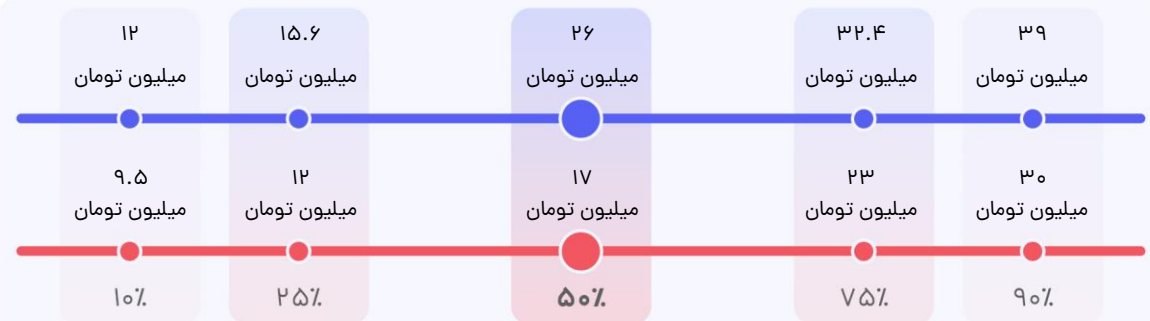 ۱۲
میلیون تومان
۱۵.۶
میلیون تومان
۲۶
میلیون تومان
۳۲.۴
میلیون تومان
۳۹
میلیون تومان
۹.۵
میلیون تومان
۱۲
میلیون تومان
۱۷
میلیون تومان
۲۳
میلیون تومان
۳۰
میلیون تومان
۱۰٪
۲۵٪
۵۰٪
۷۵٪
۹۰٪